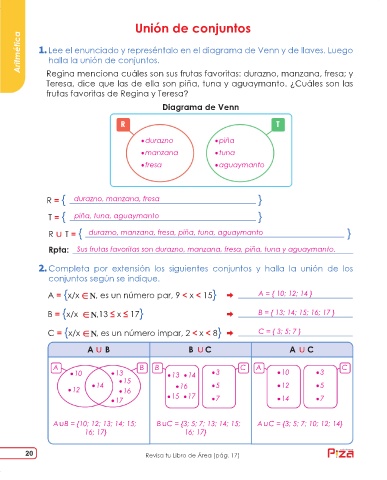 Unión de conjuntos
Aritmética
1. Lee el enunciado y represéntalo en el diagrama de Venn y de llaves. Luego
halla la unión de conjuntos.
Regina menciona cuáles son sus frutas favoritas: durazno, manzana, fresa; y
Teresa, dice que las de ella son piña, tuna y aguaymanto. ¿Cuáles son las
frutas favoritas de Regina y Teresa?
Diagrama de Venn
R T
•durazno •piña
•manzana •tuna
•fresa •aguaymanto
R = { durazno, manzana, fresa }
T = { piña, tuna, aguaymanto }
R ∪ T = { durazno, manzana, fresa, piña, tuna, aguaymanto }
Rpta: Sus frutas favoritas son durazno, manzana, fresa, piña, tuna y aguaymanto.
2. Completa por extensión los siguientes conjuntos y halla la unión de los
conjuntos según se indique.
A = {x/x ∈ N, es un número par, 9 < x < 15} ➡ A = { 10; 12; 14 }
B = {x/x ∈ N,13 ≤ x ≤ 17} ➡ B = { 13; 14; 15; 16; 17 }
C = {x/x ∈ N, es un número impar, 2 < x < 8} ➡ C = { 3; 5; 7 }
A ∪ B B ∪ C A ∪ C
A B B C A C
•10 •13 •13 •14 •3 •10 •3
•14 •15 •16 •5 •12 •5
•12 •16 •15 •17 •7 •14 •7
•17
A∪B = {10; 12; 13; 14; 15; B∪C = {3; 5; 7; 13; 14; 15; A∪C = {3; 5; 7; 10; 12; 14}
16; 17} 16; 17}
20 Revisa tu Libro de Área (pág. 17) Pizza